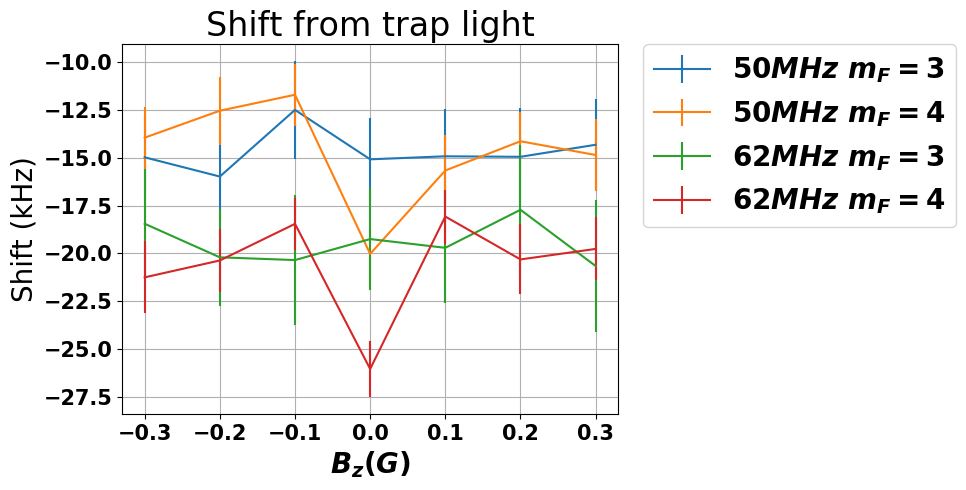 Shift from trap light
Shift (kHz)
−10.0
−12.5
−15.0
−17.5
−20.0
−22.5
−25.0
−27.5
−0.3 −0.2 −0.1 0.0 0.1 0.2 0.3
B_z(G)
50MHz m_F = 3
50MHz m_F = 4
62MHz m_F = 3
62MHz m_F = 4